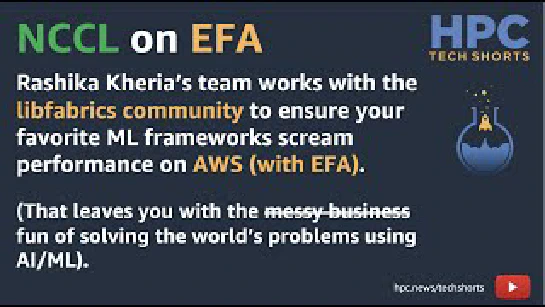 NCCL on EFA
HPC
TECH SHORTS
Rashika Kheria's team works with the
libfabrics community to ensure your
favorite ML frameworks scream
performance on AWS (with EFA).
(That leaves you with the messy business
fun of solving the world's problems using
AI/ML).
hpc.news/techshorts